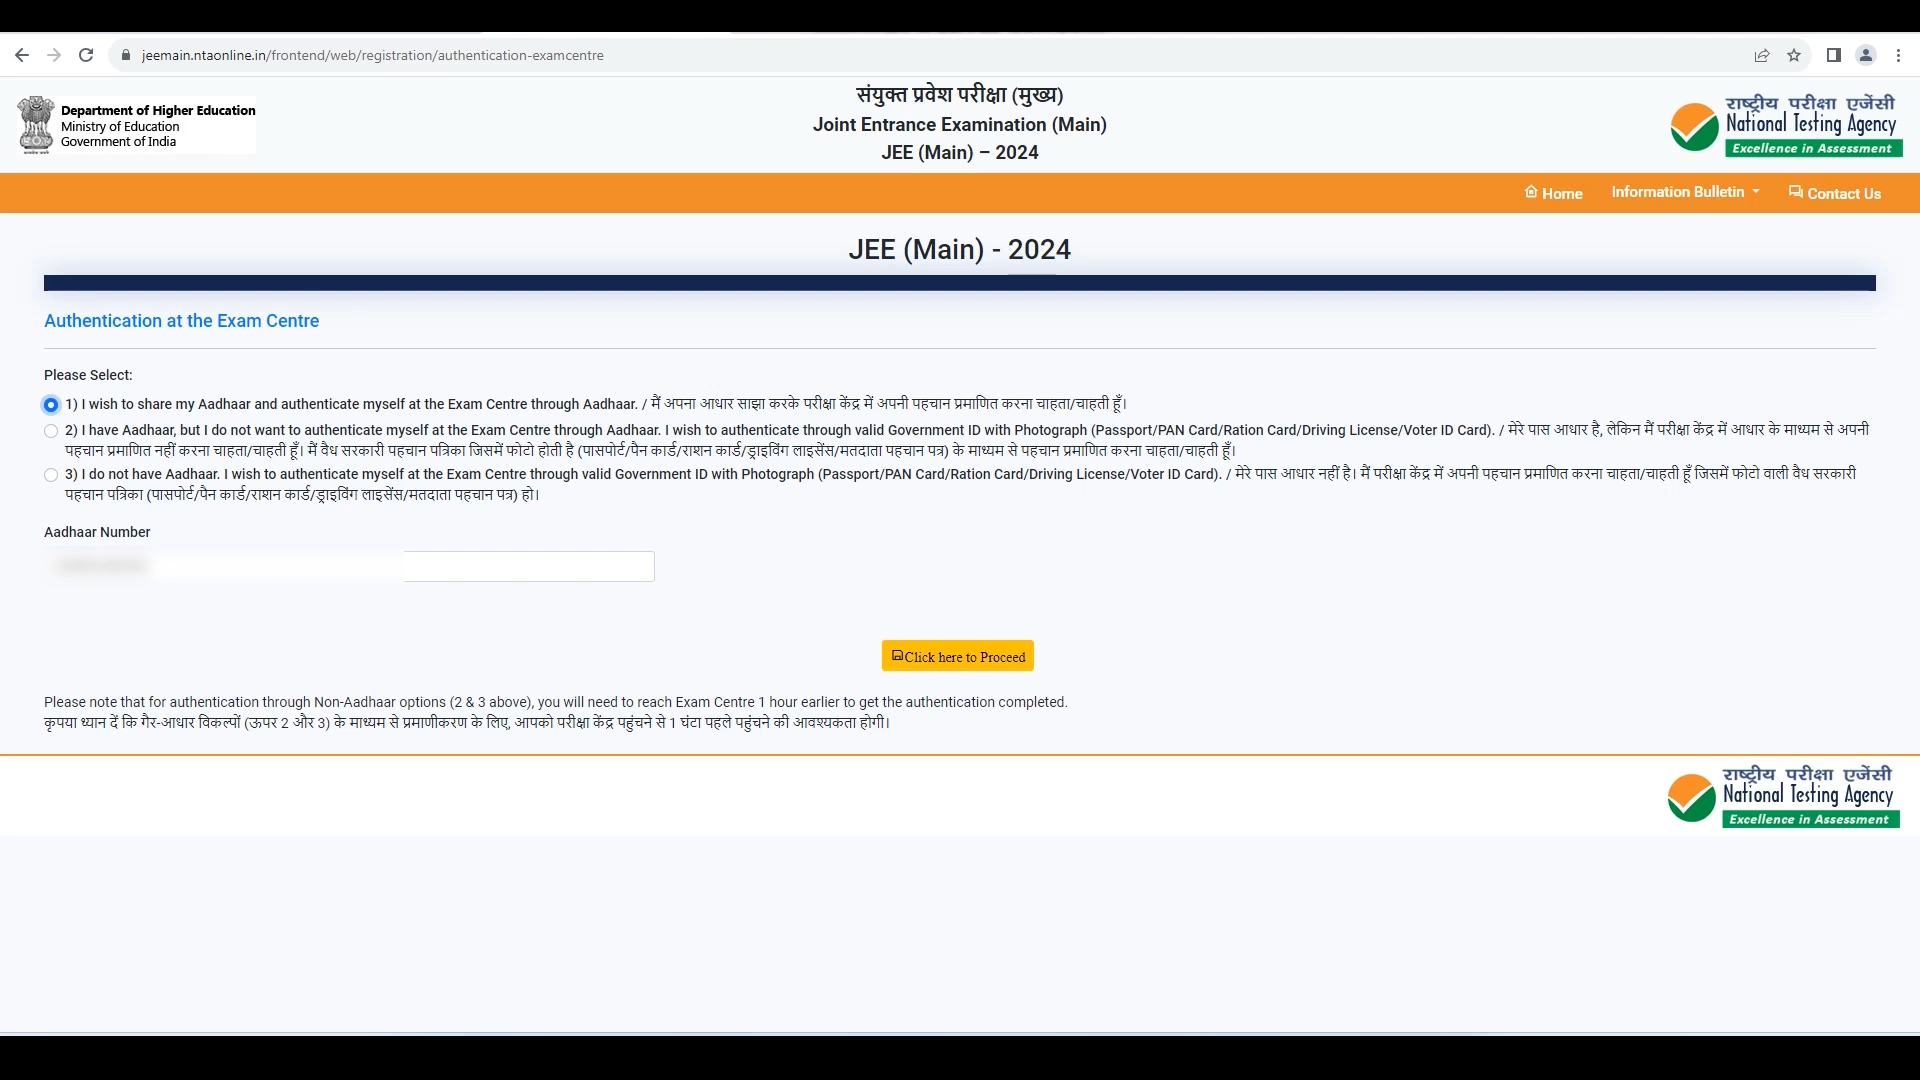 jeemain.ntaonline.in/frontend/web/registration/authentication-examcentre
Department of Higher Education
Ministry of Education
Government of India
संयुक्त प्रवेश परीक्षा (मुख्य)
Joint Entrance Examination (Main)
JEE (Main) – 2024
राष्ट्रीय परीक्षा एजेंसी
National Testing Agency
Excellence in Assessment
Home Information Bulletin Contact Us
JEE (Main) - 2024
Authentication at the Exam Centre
Please Select:
1) I wish to share my Aadhaar and authenticate myself at the Exam Centre through Aadhaar. / मैं अपना आधार साझा करके परीक्षा केंद्र में अपनी पहचान प्रमाणित करना चाहता/चाहती हूँ।
2) I have Aadhaar, but I do not want to authenticate myself at the Exam Centre through Aadhaar. I wish to authenticate through valid Government ID with Photograph (Passport/PAN Card/Ration Card/Driving License/Voter ID Card). / मेरे पास आधार है, लेकिन मैं परीक्षा केंद्र में आधार के माध्यम से अपनी
पहचान प्रमाणित नहीं करना चाहता/चाहती हूँ। मैं वैध सरकारी पहचान पत्रिका जिसमें फोटो होती है (पासपोर्ट/पैन कार्ड/राशन कार्ड/ड्राइविंग लाइसेंस/मतदाता पहचान पत्र) के माध्यम से पहचान प्रमाणित करना चाहता/चाहती हूँ।
3) I do not have Aadhaar. I wish to authenticate myself at the Exam Centre through valid Government ID with Photograph (Passport/PAN Card/Ration Card/Driving License/Voter ID Card). / मेरे पास आधार नहीं है। मैं परीक्षा केंद्र में अपनी पहचान प्रमाणित करना चाहता/चाहती हूँ जिसमें फोटो वाली वैध सरकारी
पहचान पत्रिका (पासपोर्ट/पैन कार्ड/राशन कार्ड/ड्राइविंग लाइसेंस/मतदाता पहचान पत्र) हो।
Aadhaar Number
Click here to Proceed
Please note that for authentication through Non-Aadhaar options (2 & 3 above), you will need to reach Exam Centre 1 hour earlier to get the authentication completed.
कृपया ध्यान दें कि गैर-आधार विकल्पों (ऊपर 2 और 3) के माध्यम से प्रमाणीकरण के लिए, आपको परीक्षा केंद्र पहुंचने से 1 घंटा पहले पहुंचने की आवश्यकता होगी।
राष्ट्रीय परीक्षा एजेंसी
National Testing Agency
Excellence in Assessment